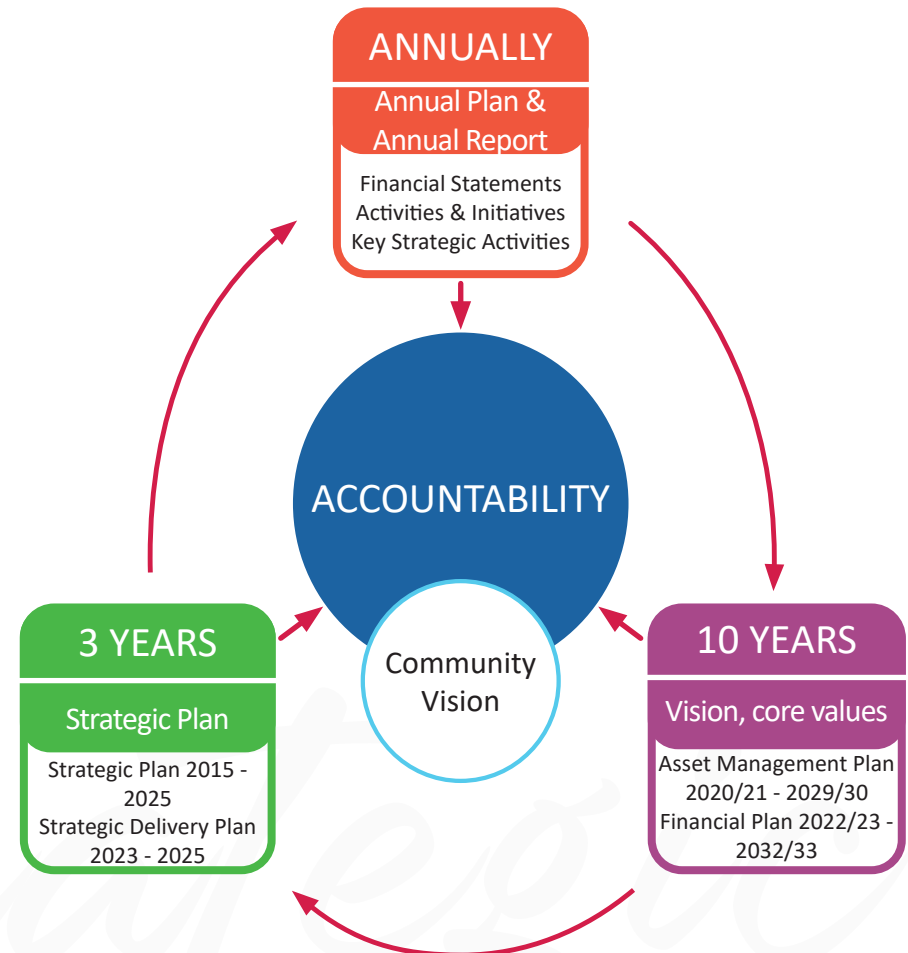 ANNUALLY
Annual Plan &
Annual Report
Financial Statements
Activities & Initiatives
Key Strategic Activities
ACCOUNTABILITY
Community
Vision
3 YEARS
Strategic Plan
Strategic Plan 2015 -
2025
Strategic Delivery Plan
2023 - 2025
10 YEARS
Vision, core values
Asset Management Plan
2020/21 - 2029/30
Financial Plan 2022/23 -
2032/33